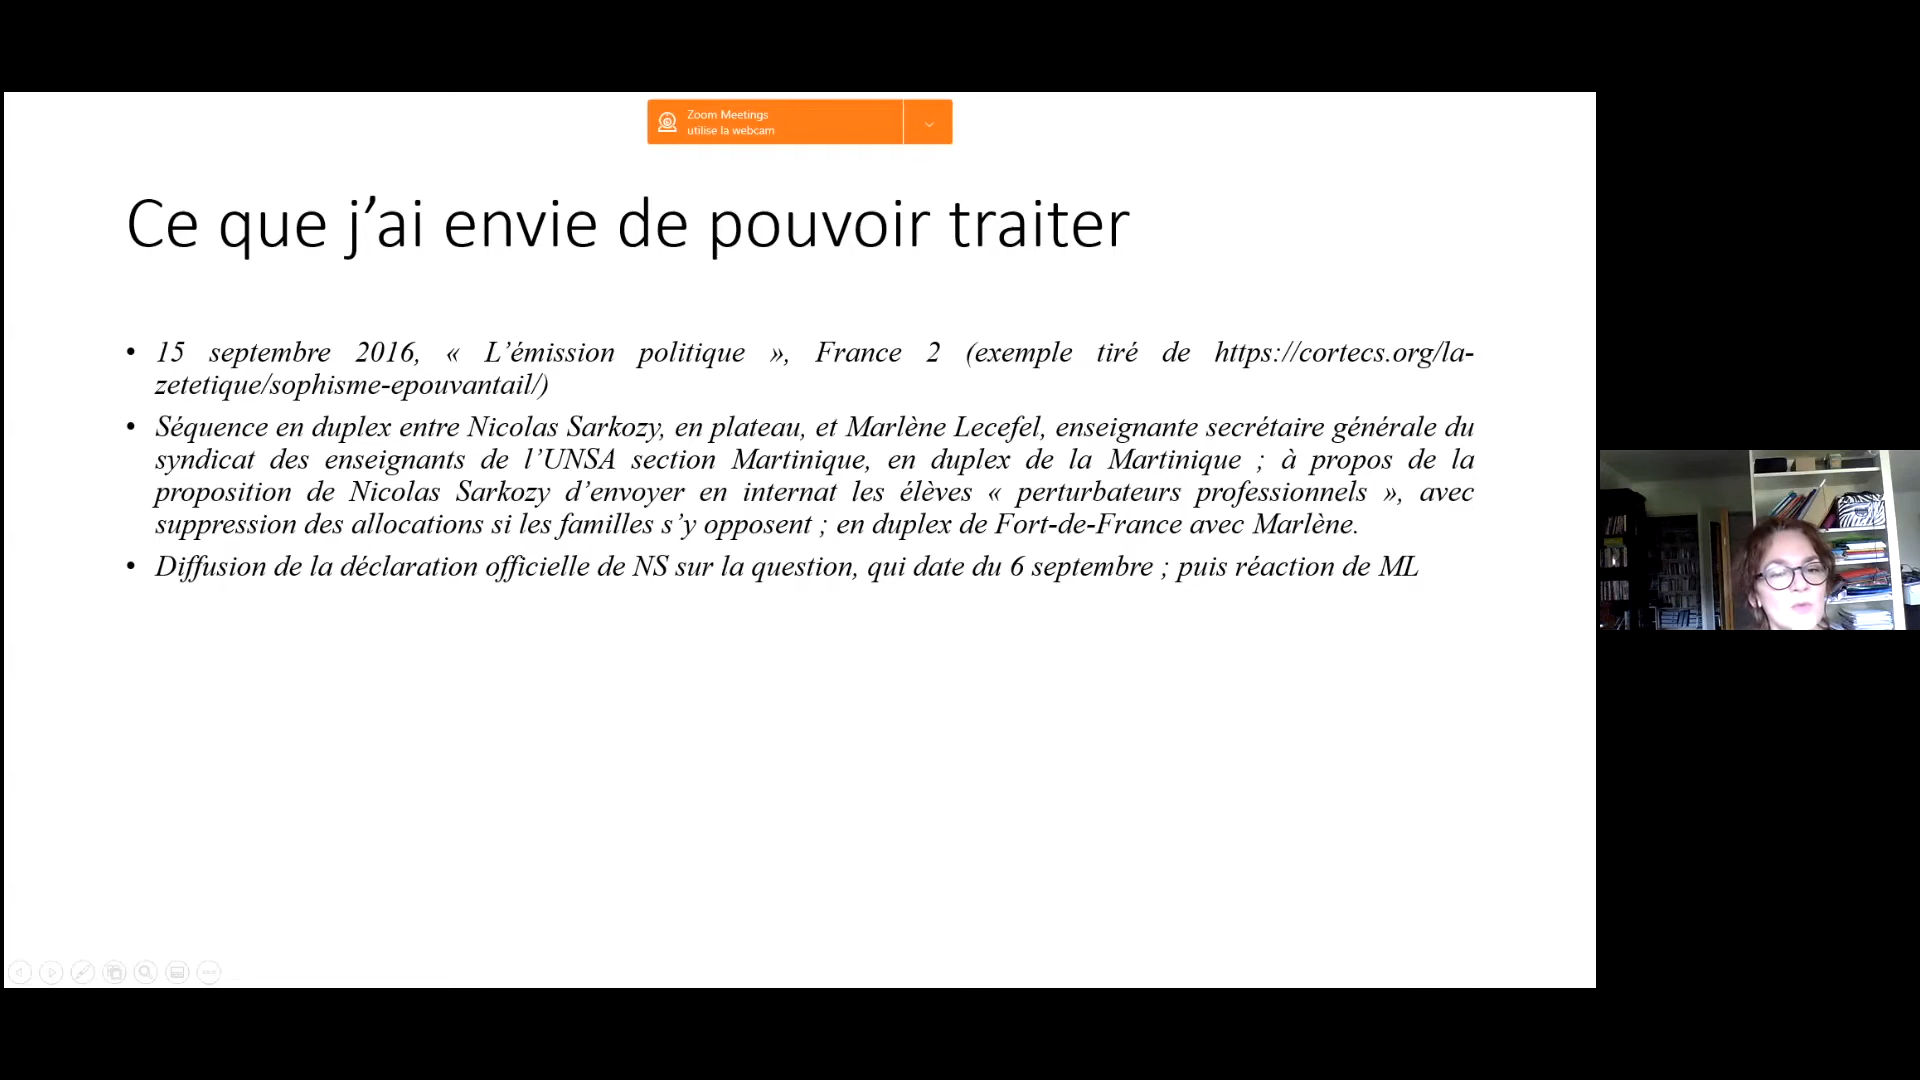 Zoom Meetings
utilise la webcam
Ce que j’ai envie de pouvoir traiter
• 15 septembre 2016, « L’émission politique », France 2 (exemple tiré de https://cortecs.org/la-
zetetique/sophisme-epouvantail/)
• Séquence en duplex entre Nicolas Sarkozy, en plateau, et Marlène Lecefel, enseignante secrétaire générale du
syndicat des enseignants de l’UNSA section Martinique, en duplex de la Martinique ; à propos de la
proposition de Nicolas Sarkozy d’envoyer en internat les élèves « perturbateurs professionnels », avec
suppression des allocations si les familles s’y opposent ; en duplex de Fort-de-France avec Marlène.
• Diffusion de la déclaration officielle de NS sur la question, qui date du 6 septembre ; puis réaction de ML